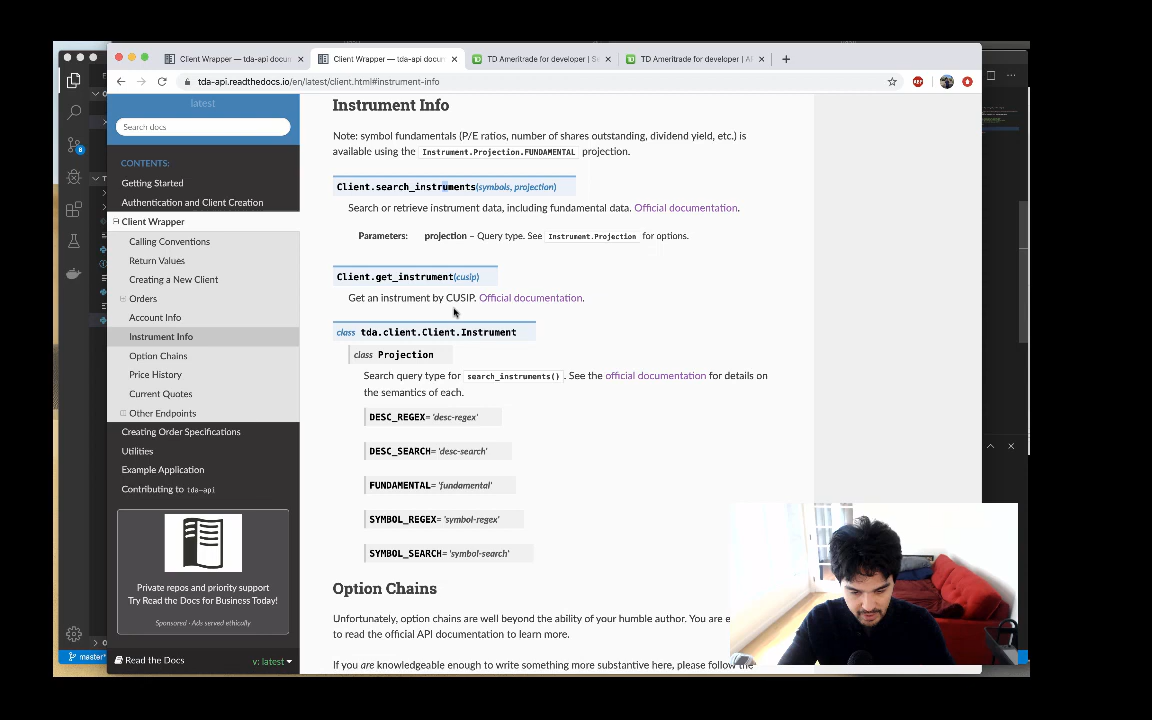 Client Wrapper — tda-api docum
Client Wrapper — tda-api docum
TD Ameritrade for developer | S
TD Ameritrade for developer | A
tda-api.readthedocs.io/en/latest/client.html#instrument-info
ABP
latest
Search docs
CONTENTS:
Getting Started
Authentication and Client Creation
Client Wrapper
Calling Conventions
Return Values
Creating a New Client
Orders
Account Info
Instrument Info
Option Chains
Price History
Current Quotes
Other Endpoints
Creating Order Specifications
Utilities
Example Application
Contributing to tda-api
Private repos and priority support
Try Read the Docs for Business Today!
Sponsored · Ads served ethically
Read the Docs
v: latest
master*
Instrument Info
Note: symbol fundamentals (P/E ratios, number of shares outstanding, dividend yield, etc.) is
available using the Instrument.Projection.FUNDAMENTAL projection.
Client.search_instruments(symbols, projection)
Search or retrieve instrument data, including fundamental data. Official documentation.
Parameters: projection – Query type. See Instrument.Projection for options.
Client.get_instrument(cusip)
Get an instrument by CUSIP. Official documentation.
class tda.client.Client.Instrument
class Projection
Search query type for search_instruments(). See the official documentation for details on
the semantics of each.
DESC_REGEX= 'desc-regex'
DESC_SEARCH= 'desc-search'
FUNDAMENTAL= 'fundamental'
SYMBOL_REGEX= 'symbol-regex'
SYMBOL_SEARCH= 'symbol-search'
Option Chains
Unfortunately, option chains are well beyond the ability of your humble author. You are e
to read the official API documentation to learn more.
If you are knowledgeable enough to write something more substantive here, please follow the